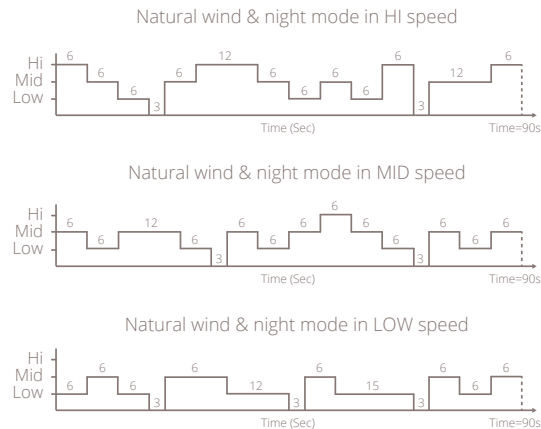 Natural wind & night mode in HI speed
Hi
Mid
Low
6 6 6 3 6 12 6 6 6 6 6 3 12 6
Time (Sec)
Time=90s
Natural wind & night mode in MID speed
Hi
Mid
Low
6 6 12 6 3 6 6 6 6 6 6 3 6 6 6
Time (Sec)
Time=90s
Natural wind & night mode in LOW speed
Hi
Mid
Low
6 6 6 3 6 12 3 6 15 3 6 6 6
Time (Sec)
Time=90s